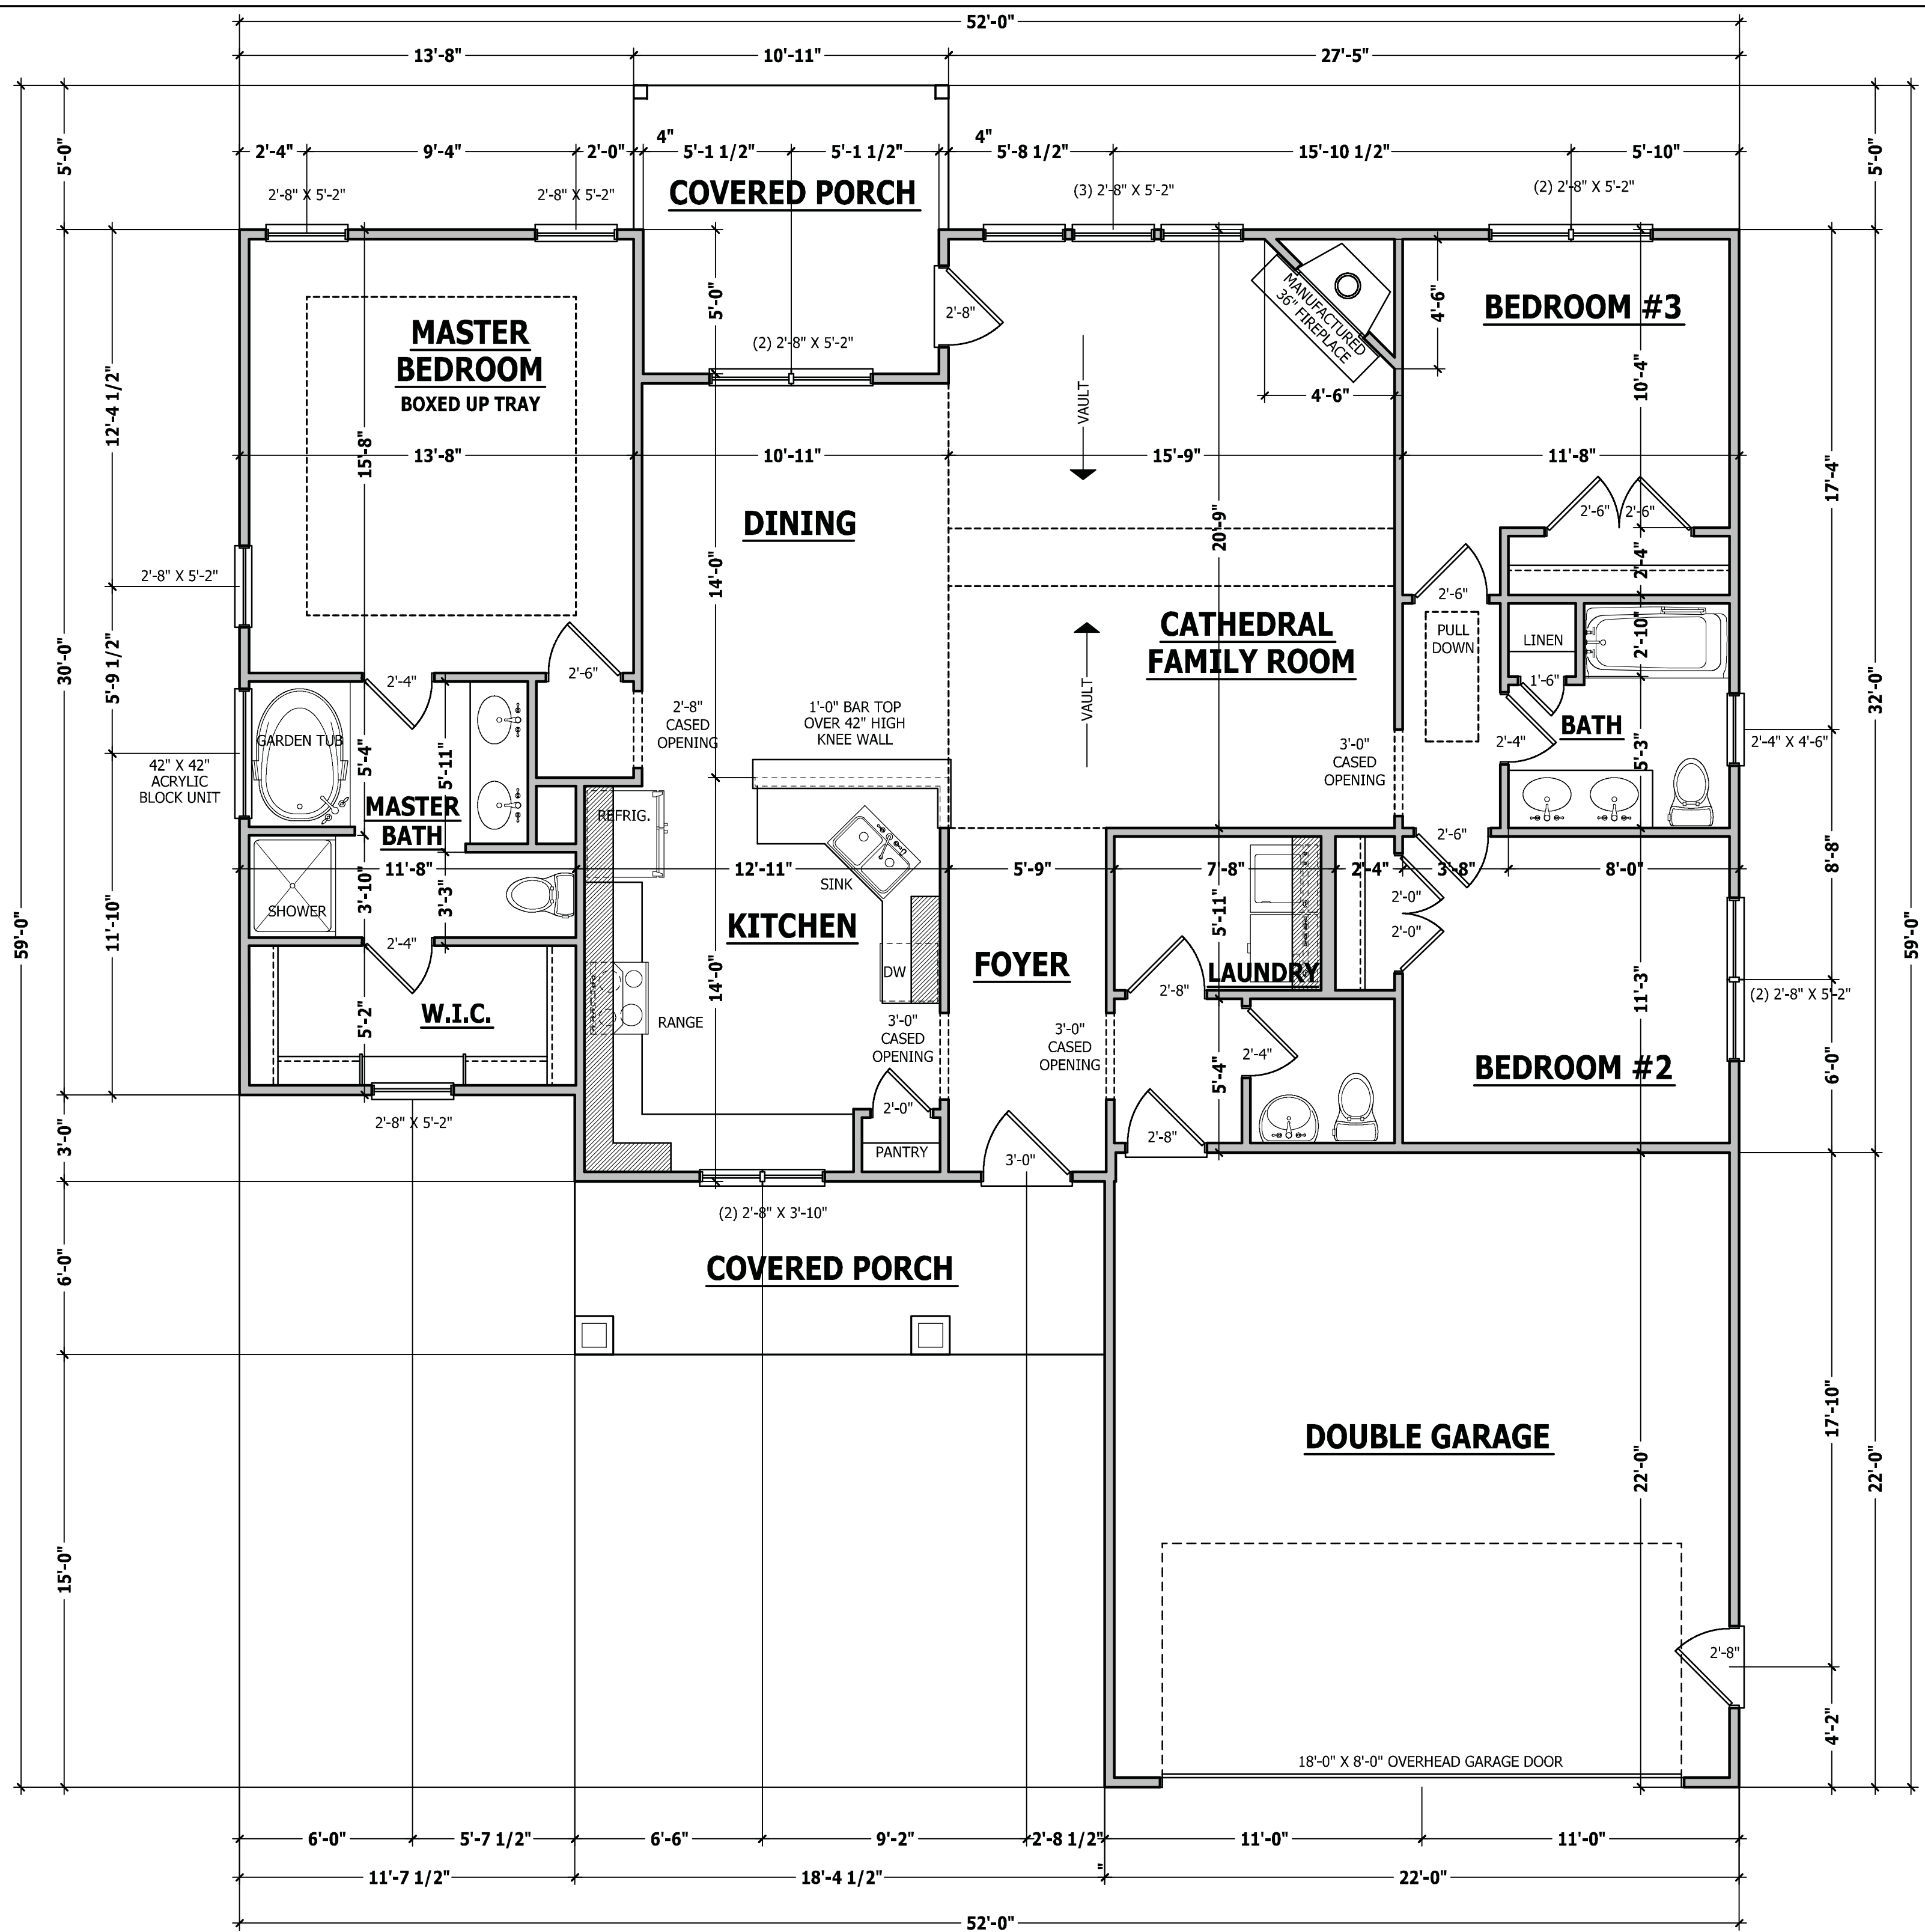 52'-0"
13'-8" 10'-11" 27'-5"
4" 4"
2'-4" 9'-4" 2'-0" 5'-1 1/2" 5'-1 1/2" 5'-8 1/2" 15'-10 1/2" 5'-10"
5'-0" 5'-0"
2'-8" X 5'-2" 2'-8" X 5'-2" COVERED PORCH (3) 2'-8" X 5'-2" (2) 2'-8" X 5'-2"
MASTER
BEDROOM
BOXED UP TRAY
5'-0"
(2) 2'-8" X 5'-2"
2'-8"
MANUFACTURED
36" FIREPLACE
4'-6"
4'-6"
VAULT
BEDROOM #3
10'-4"
12'-4 1/2"
15'-8"
13'-8" 10'-11" 15'-9" 11'-8"
17'-4"
DINING
20'-9"
2'-6" 2'-6"
2'-4"
14'-0"
2'-8" X 5'-2"
2'-6"
30'-0"
5'-9 1/2"
CATHEDRAL
FAMILY ROOM
VAULT
PULL
DOWN
LINEN
2'-10"
1'-6"
32'-0"
2'-4"
2'-6"
2'-8"
CASED
OPENING
1'-0" BAR TOP
OVER 42" HIGH
KNEE WALL
3'-0"
CASED
OPENING
2'-4"
BATH
5'-3"
2'-4" X 4'-6"
GARDEN TUB
5'-4"
5'-11"
42" X 42"
ACRYLIC
BLOCK UNIT
MASTER
BATH
REFRIG.
2'-6"
11'-8" 12'-11" 5'-9" 7'-8" 2'-4" 3'-8" 8'-0"
8'-8"
3'-10"
3'-3"
SHOWER
SINK
2'-0"
2'-0"
5'-11"
59'-0"
11'-10"
2'-4"
KITCHEN
FOYER
DW
LAUNDRY
2'-8"
11'-3"
(2) 2'-8" X 5'-2"
59'-0"
14'-0"
W.I.C.
5'-2"
RANGE
3'-0"
CASED
OPENING
3'-0"
CASED
OPENING
2'-4"
5'-4"
BEDROOM #2
6'-0"
2'-8" X 5'-2"
2'-0"
PANTRY
3'-0"
2'-8"
3'-0"
(2) 2'-8" X 3'-10"
COVERED PORCH
6'-0"
DOUBLE GARAGE
17'-10"
22'-0"
22'-0"
15'-0"
2'-8"
4'-2"
18'-0" X 8'-0" OVERHEAD GARAGE DOOR
6'-0" 5'-7 1/2" 6'-6" 9'-2" 2'-8 1/2" 11'-0" 11'-0"
"
11'-7 1/2" 18'-4 1/2" 22'-0"
52'-0"